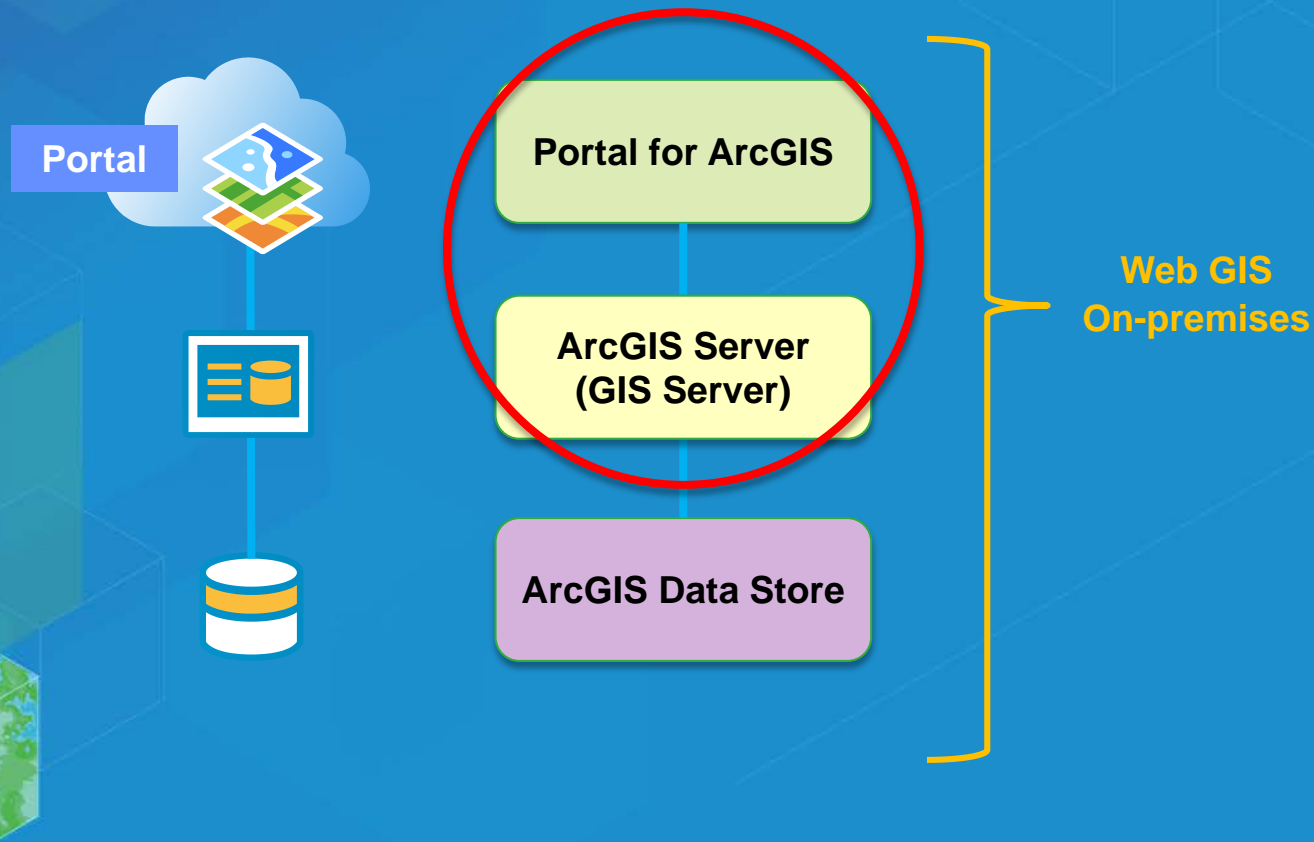 Portal
Portal for ArcGIS
ArcGIS Server
(GIS Server)
ArcGIS Data Store
Web GIS
On-premises